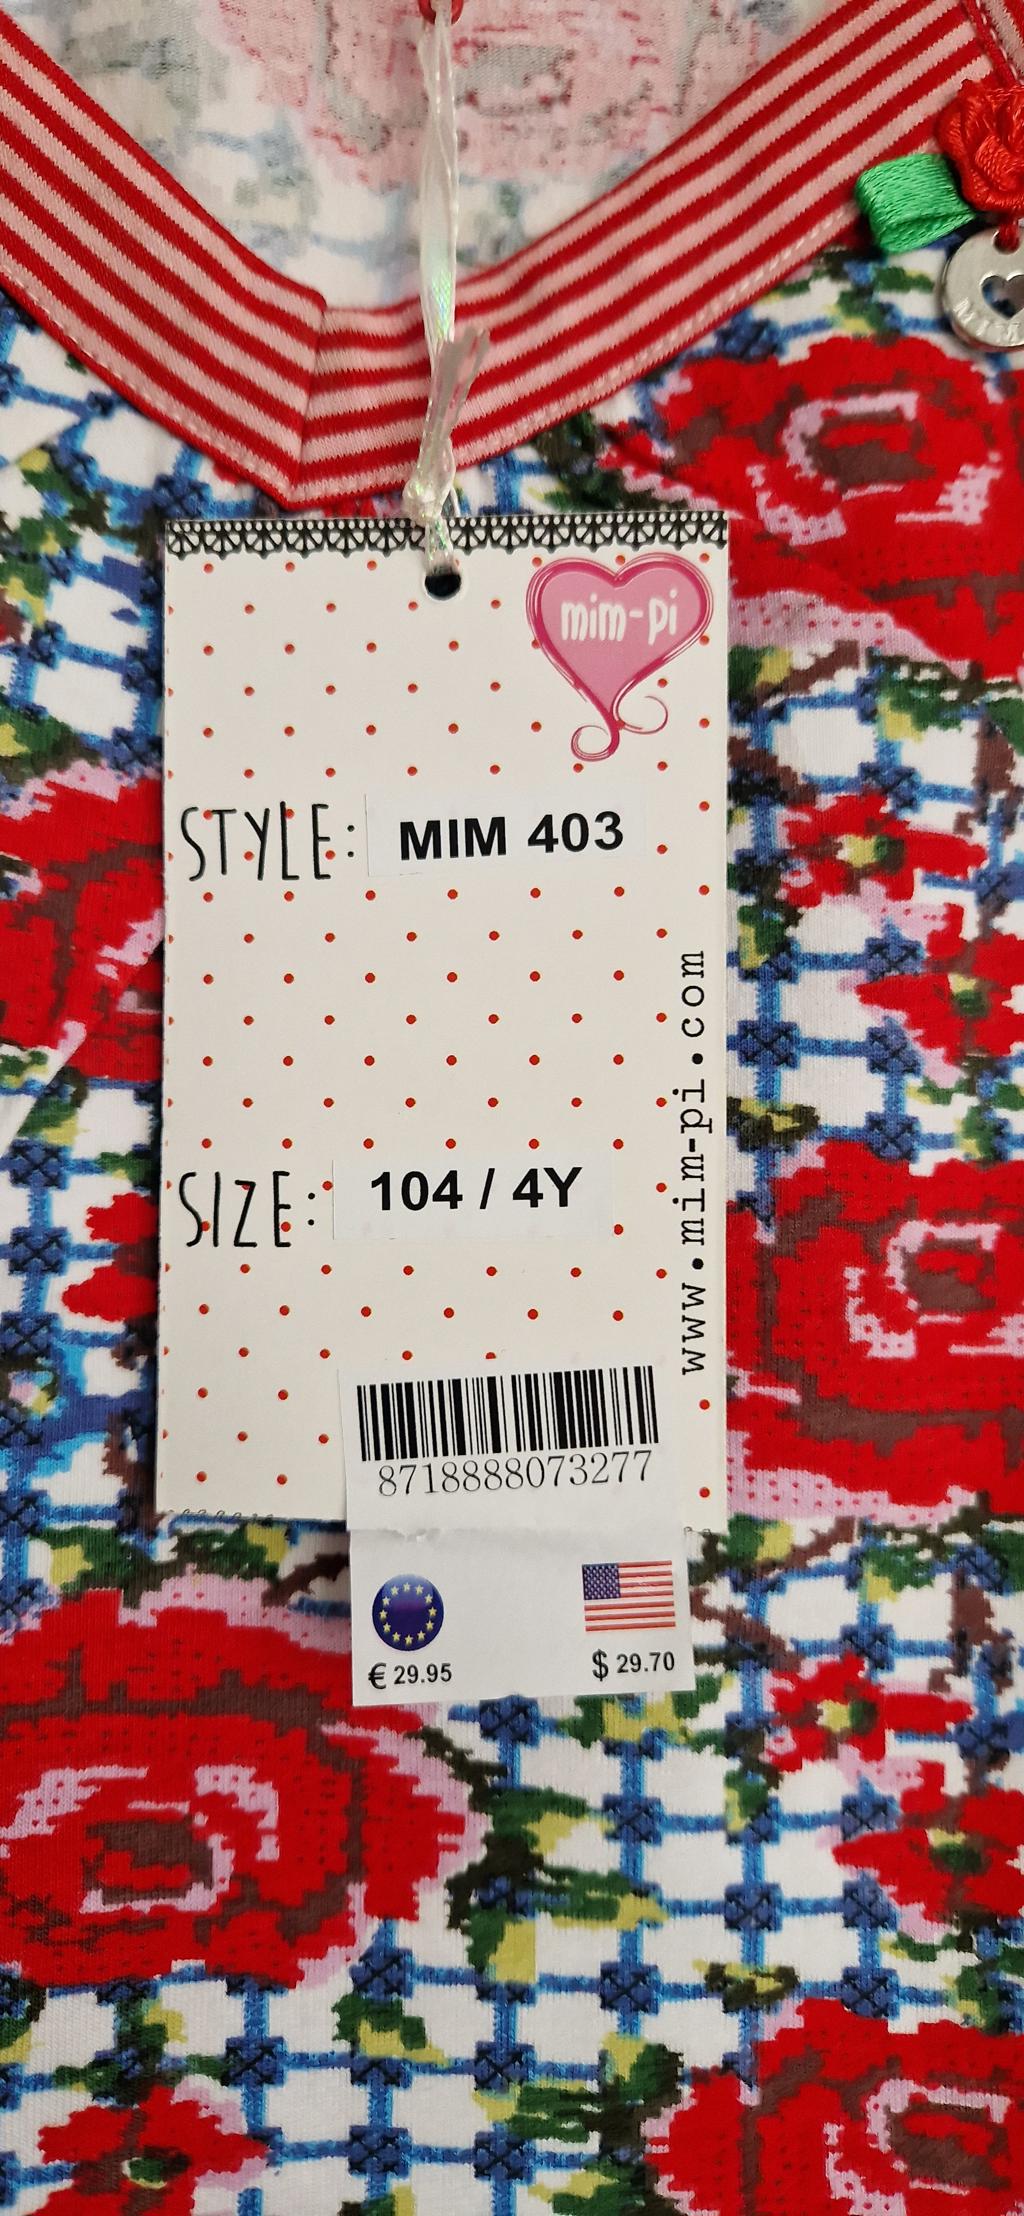 mim-pi
STYLE: MIM 403
www.mim-pi.com
SIZE: 104 / 4Y
8718888073277
€ 29.95 $ 29.70